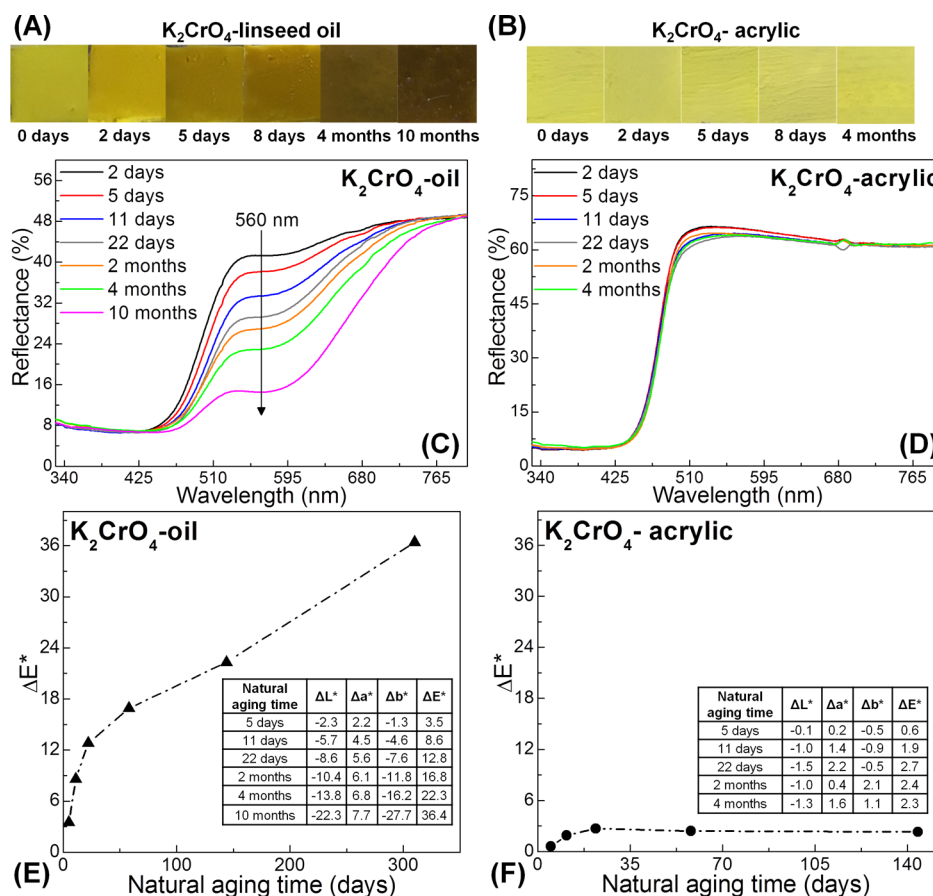 (A) K₂CrO₄-linseed oil
0 days 2 days 5 days 8 days 4 months 10 months
(B) K₂CrO₄- acrylic
0 days 2 days 5 days 8 days 4 months
K₂CrO₄-oil
2 days
5 days
11 days
22 days
2 months
4 months
10 months
560 nm
56
48
40
32
24
16
8
0
Reflectance (%)
340 425 510 595 680 765
Wavelength (nm)
(C)
K₂CrO₄-acrylic
2 days
5 days
11 days
22 days
2 months
4 months
75
60
45
30
15
0
Reflectance (%)
340 425 510 595 680 765
Wavelength (nm)
(D)
K₂CrO₄-oil
36
30
24
18
12
6
0
ΔE*
Natural aging time ΔL* Δa* Δb* ΔE*
5 days -2.3 2.2 -1.3 3.5
11 days -5.7 4.5 -4.6 8.6
22 days -8.6 5.6 -7.6 12.8
2 months -10.4 6.1 -11.8 16.8
4 months -13.8 6.8 -16.2 22.3
10 months -22.3 7.7 -27.7 36.4
0 100 200 300
Natural aging time (days)
(E)
K₂CrO₄- acrylic
36
30
24
18
12
6
0
ΔE*
Natural aging time ΔL* Δa* Δb* ΔE*
5 days -0.1 0.2 -0.5 0.6
11 days -1.0 1.4 -0.9 1.9
22 days -1.5 2.2 -0.5 2.7
2 months -1.0 0.4 2.1 2.4
4 months -1.3 1.6 1.1 2.3
0 35 70 105 140
Natural aging time (days)
(F)